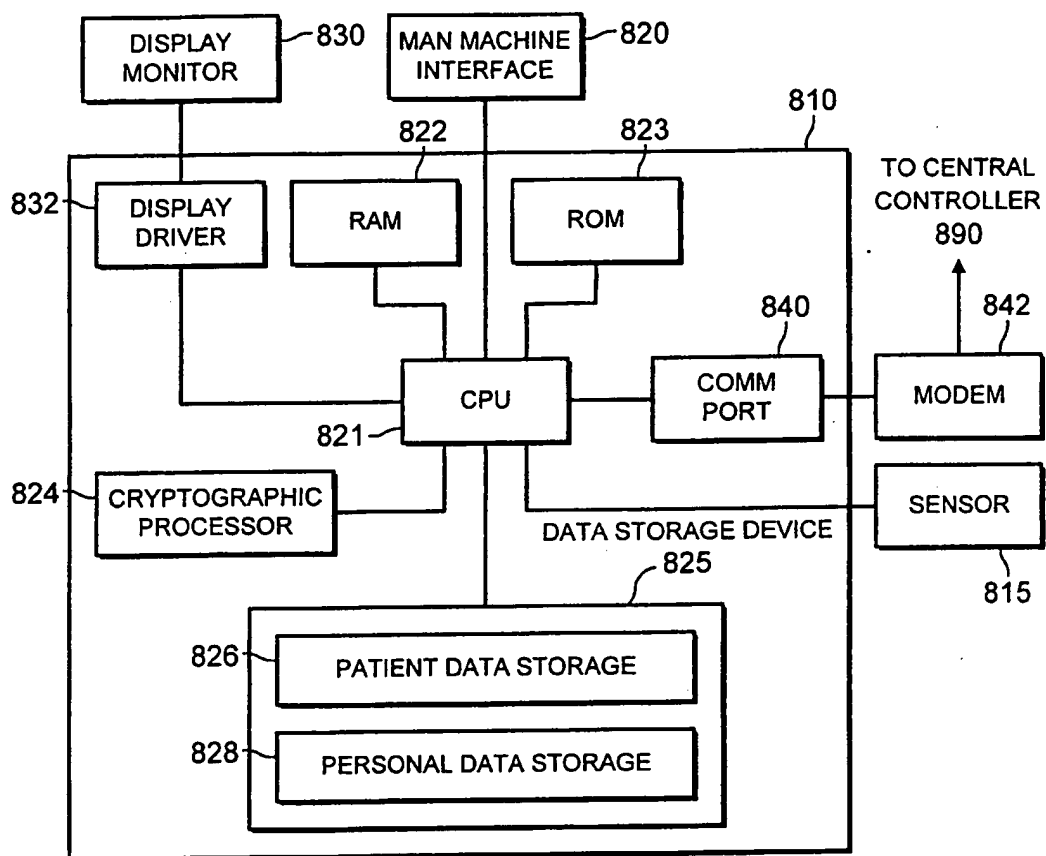 DISPLAY
MONITOR
830
MAN MACHINE
INTERFACE
820
810
822
823
832
DISPLAY
DRIVER
RAM
ROM
TO CENTRAL
CONTROLLER
890
840
842
CPU
821
COMM
PORT
MODEM
824
CRYPTOGRAPHIC
PROCESSOR
DATA STORAGE DEVICE
825
SENSOR
815
826
PATIENT DATA STORAGE
828
PERSONAL DATA STORAGE